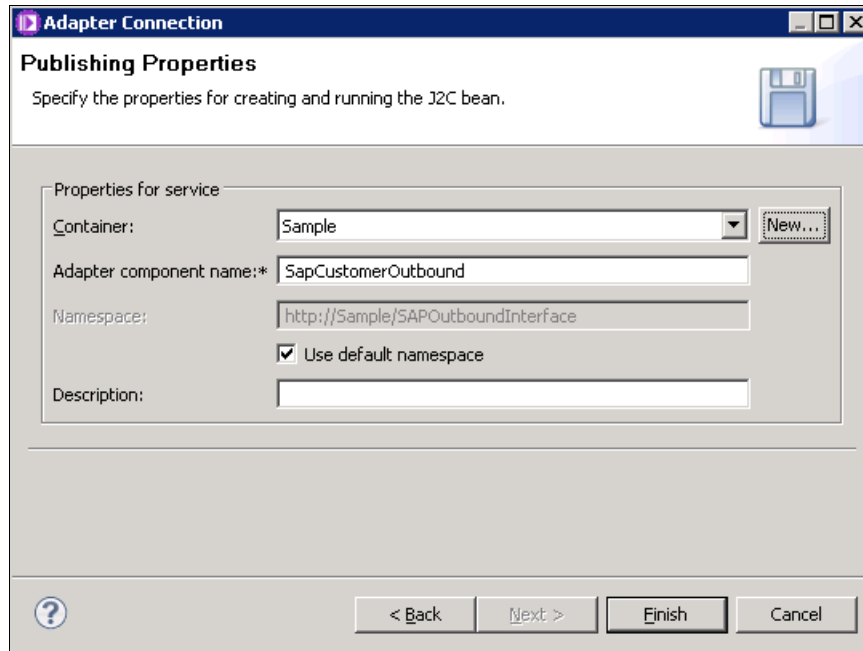 Adapter Connection
Publishing Properties
Specify the properties for creating and running the J2C bean.
Properties for service
Container: Sample New...
Adapter component name:* SapCustomerOutbound
Namespace: http://Sample/SAPOutboundInterface
Use default namespace
Description:
? < Back Next > Finish Cancel